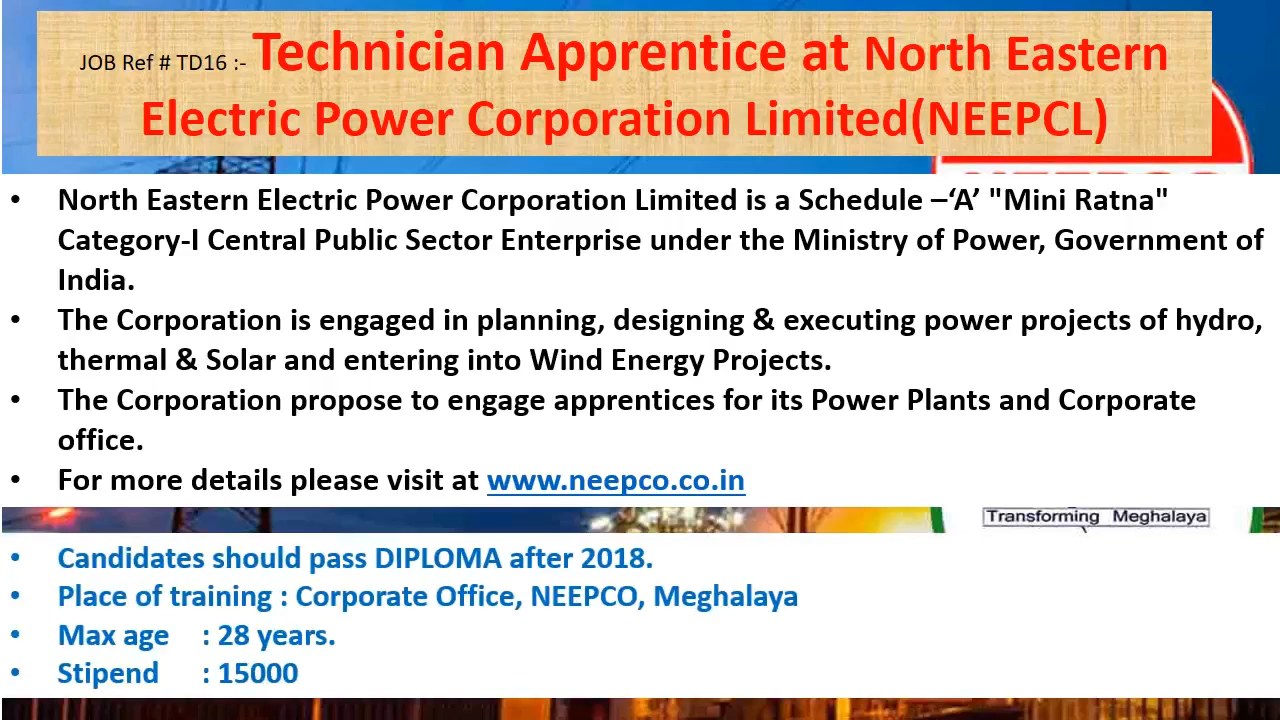 JOB Ref # TD16 :- Technician Apprentice at North Eastern
Electric Power Corporation Limited(NEEPCL)
• North Eastern Electric Power Corporation Limited is a Schedule –‘A’ "Mini Ratna"
Category-I Central Public Sector Enterprise under the Ministry of Power, Government of
India.
• The Corporation is engaged in planning, designing & executing power projects of hydro,
thermal & Solar and entering into Wind Energy Projects.
• The Corporation propose to engage apprentices for its Power Plants and Corporate
office.
• For more details please visit at www.neepco.co.in
Transforming Meghalaya
• Candidates should pass DIPLOMA after 2018.
• Place of training : Corporate Office, NEEPCO, Meghalaya
• Max age : 28 years.
• Stipend : 15000